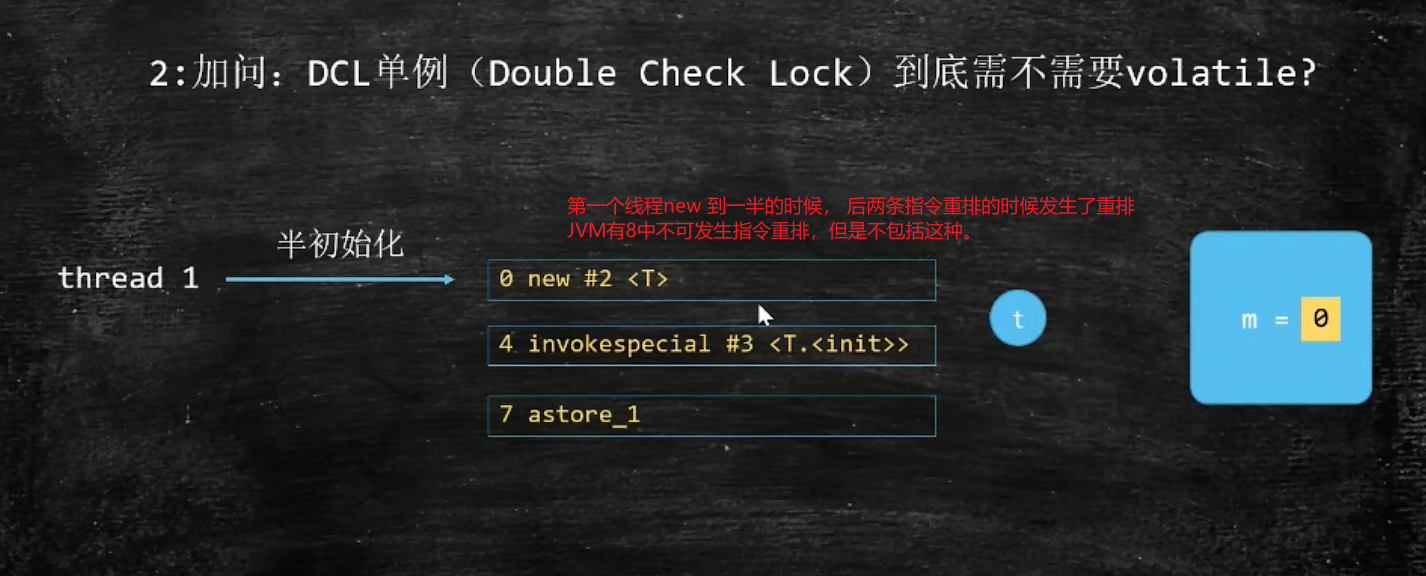 2:加问：DCL单例（Double Check Lock）到底需不需要volatile?
第一个线程new 到一半的时候， 后两条指令重排的时候发生了重排
JVM有8中不可发生指令重排，但是不包括这种。
半初始化
thread 1
0 new #2 <T>
t
m = 0
4 invokespecial #3 <T.<init>>
7 astore_1